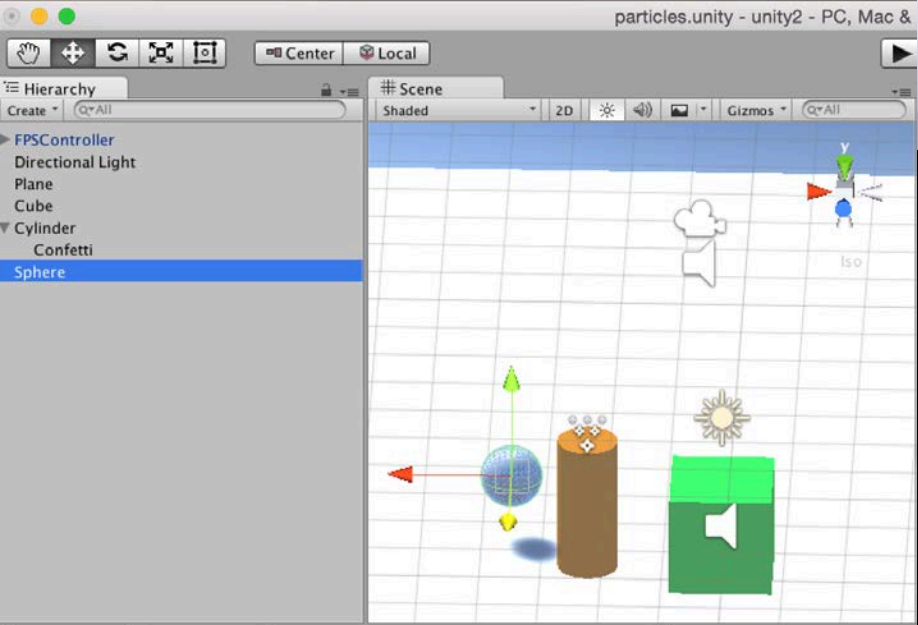 particles.unity - unity2 - PC, Mac &
Center Local
Hierarchy
Create All
FPSController
Directional Light
Plane
Cube
Cylinder
Confetti
Sphere
# Scene
Shaded 2D Gizmos All
y
Iso